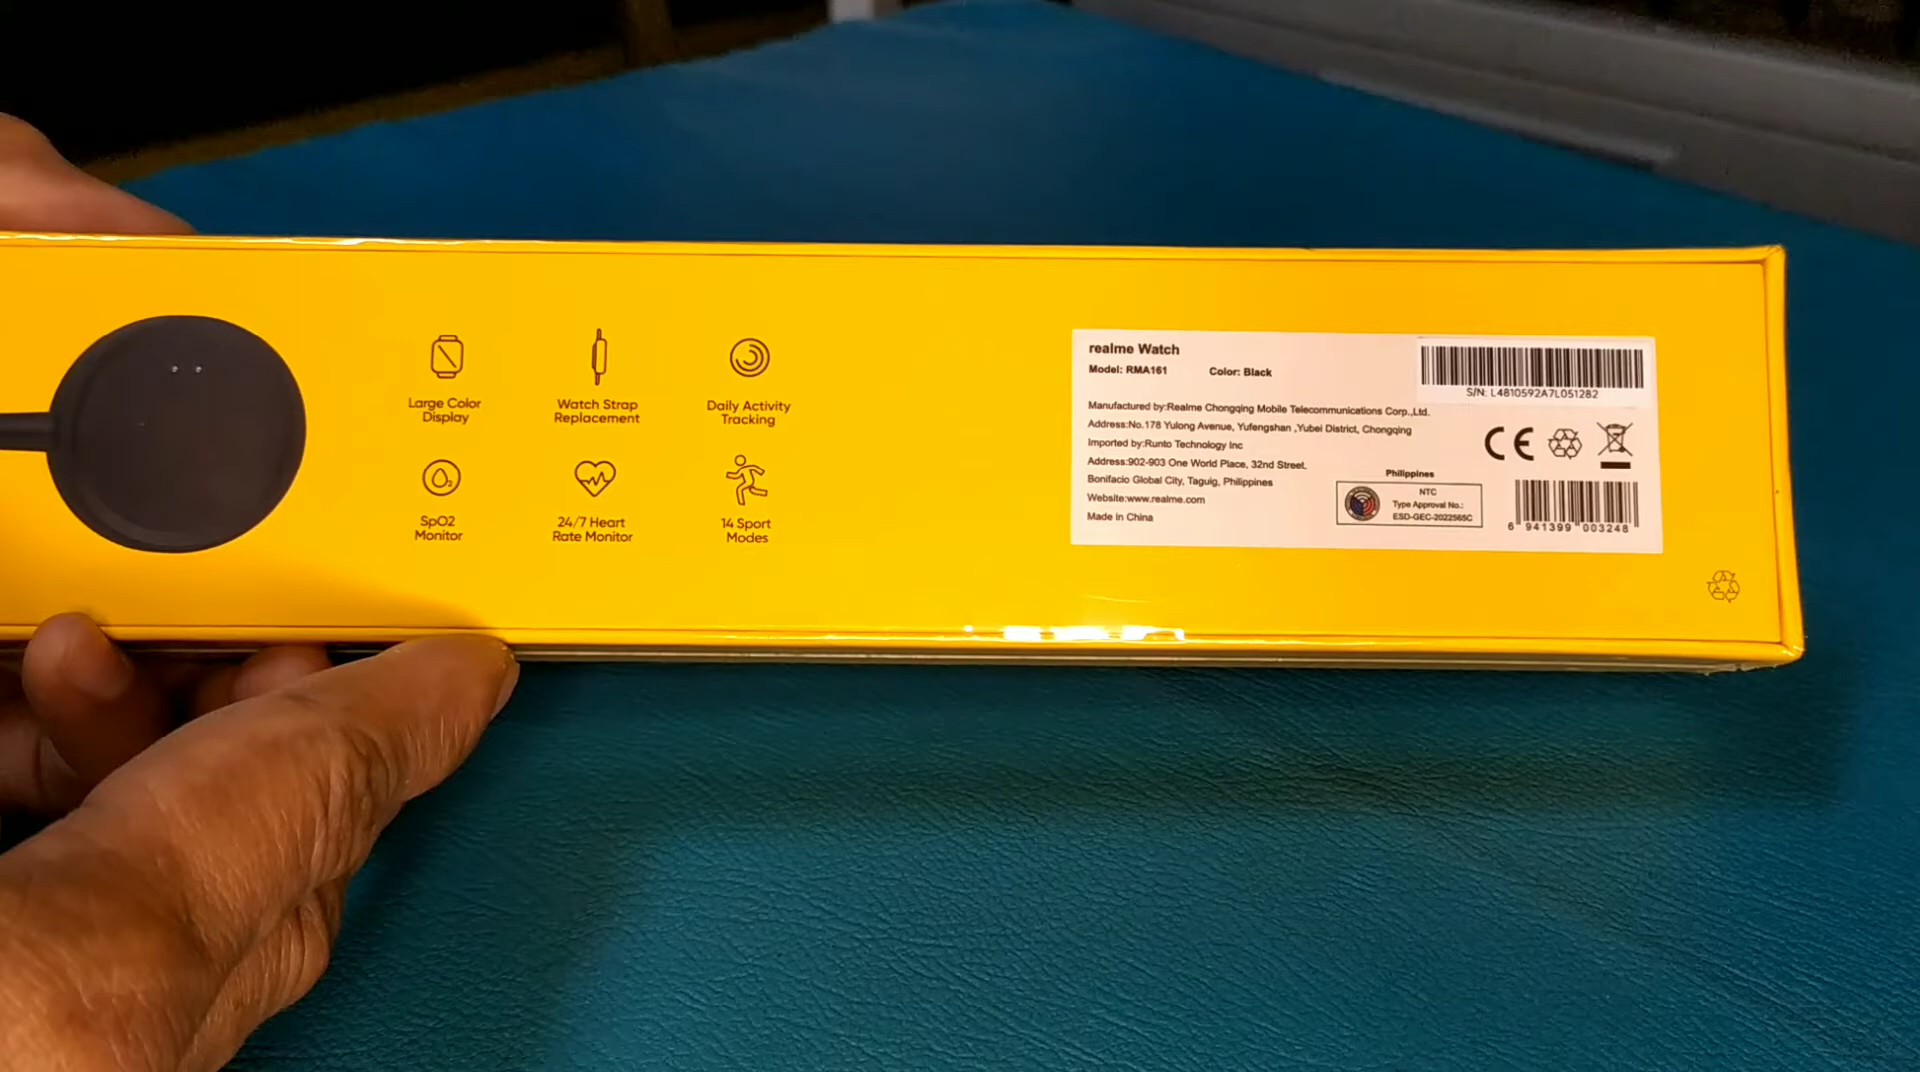 Large Color
Display
Watch Strap
Replacement
Daily Activity
Tracking
SpO2
Monitor
24/7 Heart
Rate Monitor
14 Sport
Modes
realme Watch
Model: RMA161 Color: Black
S/N: L4810592A7L051282
Manufactured by:Realme Chongqing Mobile Telecommunications Corp.,Ltd.
Address:No.178 Yulong Avenue, Yufengshan ,Yubei District, Chongqing
Imported by:Runto Technology Inc
Address:902-903 One World Place, 32nd Street,
Bonifacio Global City, Taguig, Philippines
Website:www.realme.com
Made in China
CE
Philippines
NTC
Type Approval No.:
ESD-GEC-2022565C
6 941399 003248